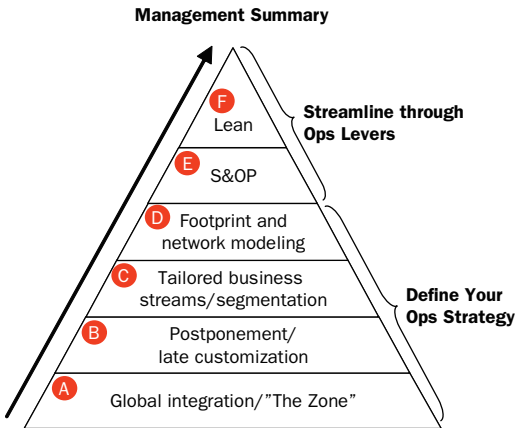 Management Summary
F
Lean
Streamline through
Ops Levers
E
S&OP
D
Footprint and
network modeling
C
Tailored business
streams/segmentation
Define Your
Ops Strategy
B
Postponement/
late customization
A
Global integration/”The Zone”